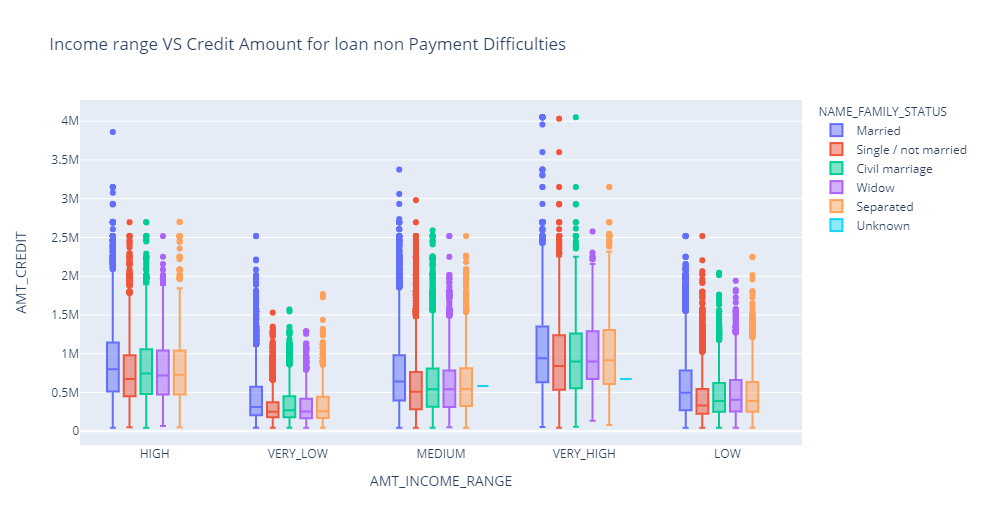 Income range VS Credit Amount for loan non Payment Difficulties
NAME_FAMILY_STATUS
Married
Single / not married
Civil marriage
Widow
Separated
Unknown
AMT_CREDIT
4M
3.5M
3M
2.5M
2M
1.5M
1M
0.5M
0
HIGH
VERY_LOW
MEDIUM
VERY_HIGH
LOW
AMT_INCOME_RANGE